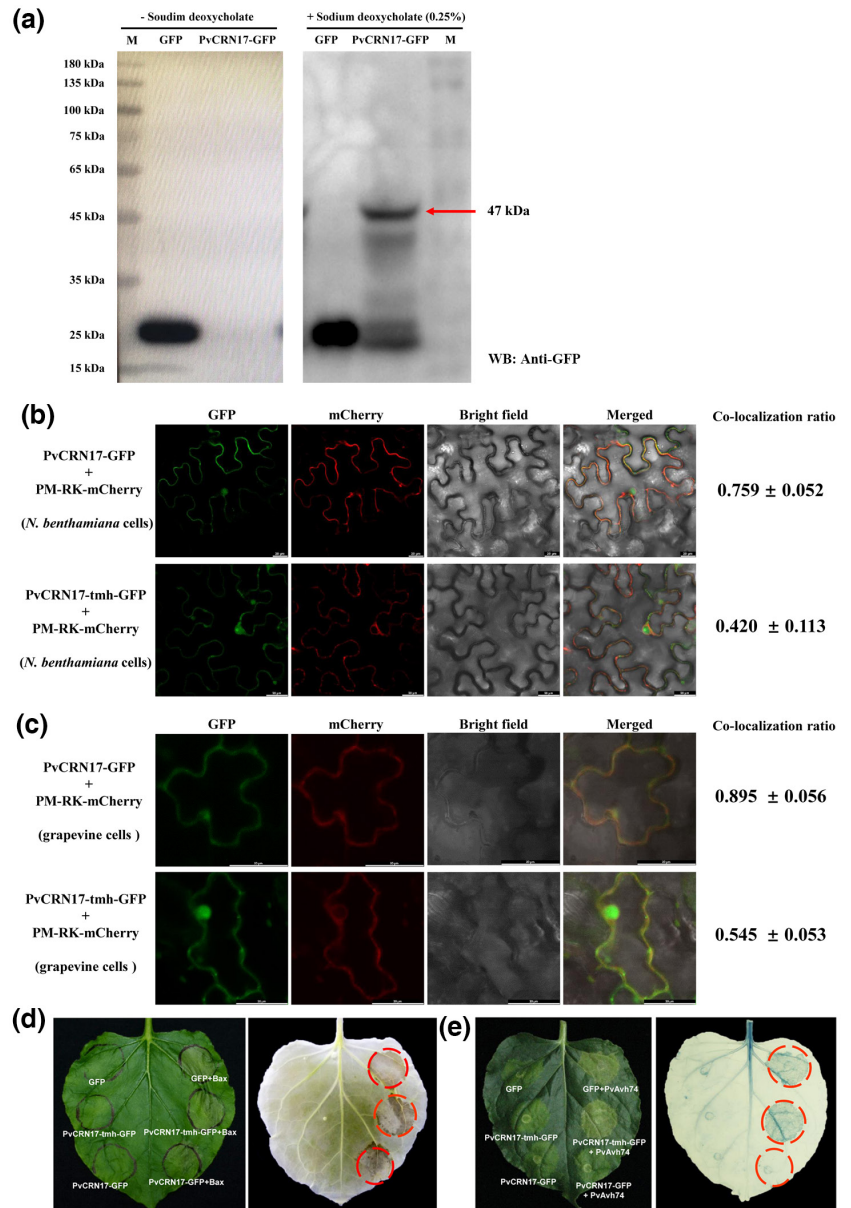 (a)
- Soudim deoxycholate
+ Sodium deoxycholate (0.25%)
M GFP PvCRN17-GFP
GFP PvCRN17-GFP M
180 kDa
135 kDa
100 kDa
75 kDa
65 kDa
45 kDa
47 kDa
35 kDa
25 kDa
15 kDa
WB: Anti-GFP
(b)
GFP mCherry Bright field Merged Co-localization ratio
PvCRN17-GFP
+
PM-RK-mCherry
(N. benthamiana cells)
0.759 ± 0.052
PvCRN17-tmh-GFP
+
PM-RK-mCherry
(N. benthamiana cells)
0.420 ± 0.113
(c)
GFP mCherry Bright field Merged Co-localization ratio
PvCRN17-GFP
+
PM-RK-mCherry
(grapevine cells )
0.895 ± 0.056
PvCRN17-tmh-GFP
+
PM-RK-mCherry
(grapevine cells )
0.545 ± 0.053
(d)
GFP
GFP+Bax
PvCRN17-tmh-GFP
PvCRN17-tmh-GFP+Bax
PvCRN17-GFP
PvCRN17-GFP+Bax
(e)
GFP
GFP+PvAvh74
PvCRN17-tmh-GFP
PvCRN17-tmh-GFP
+ PvAvh74
PvCRN17-GFP
PvCRN17-GFP
+ PvAvh74